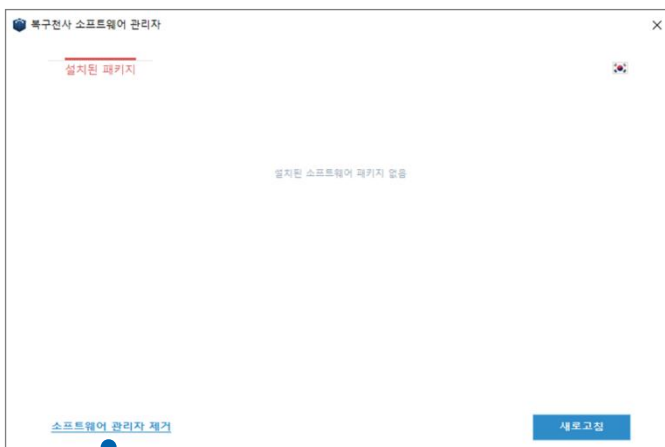 복구천사 소프트웨어 관리자
설치된 패키지
설치된 소프트웨어 패키지 없음
소프트웨어 관리자 제거
새로고침